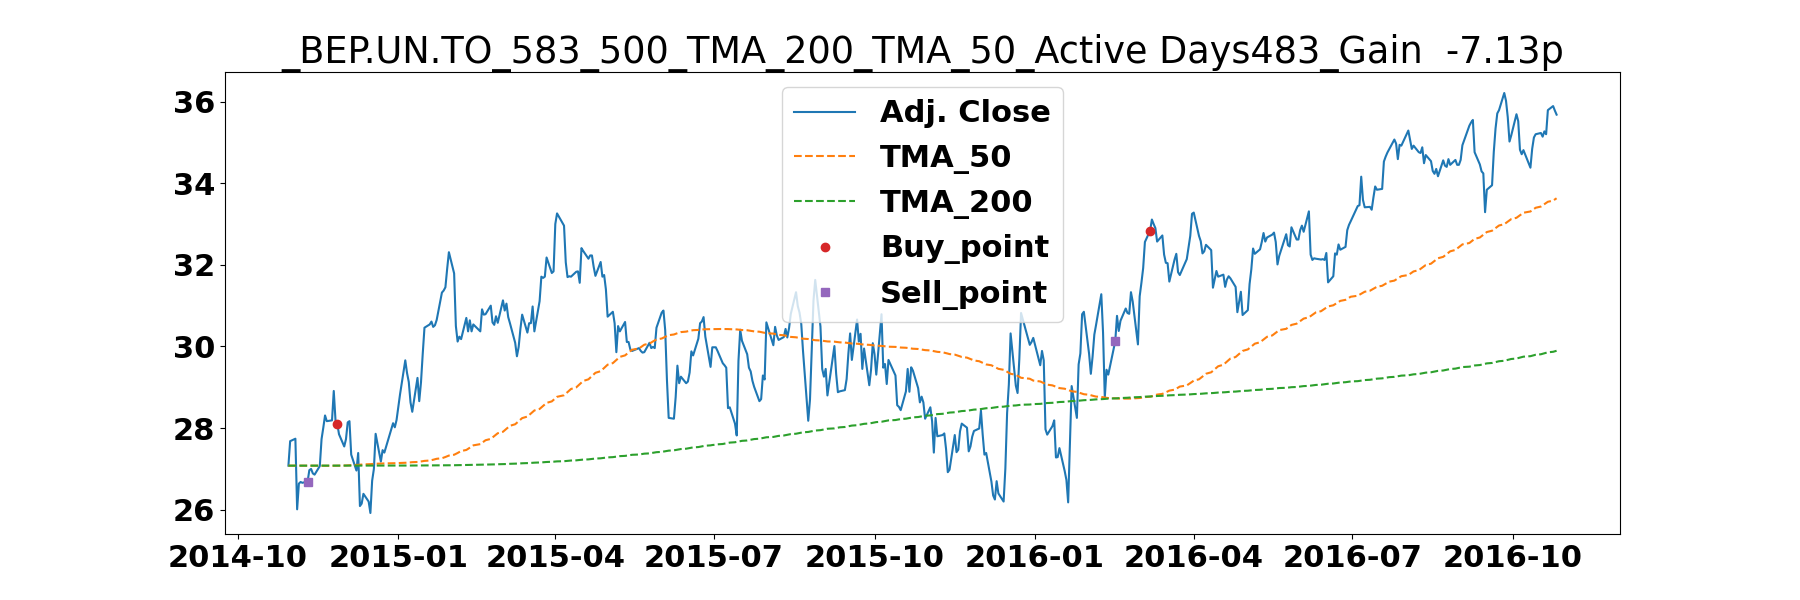 _BEP.UN.TO_583_500_TMA_200_TMA_50_Active Days483_Gain  -7.13p
Adj. Close
TMA_50
TMA_200
Buy_point
Sell_point
36
34
32
30
28
26
2014-10 2015-01 2015-04 2015-07 2015-10 2016-01 2016-04 2016-07 2016-10